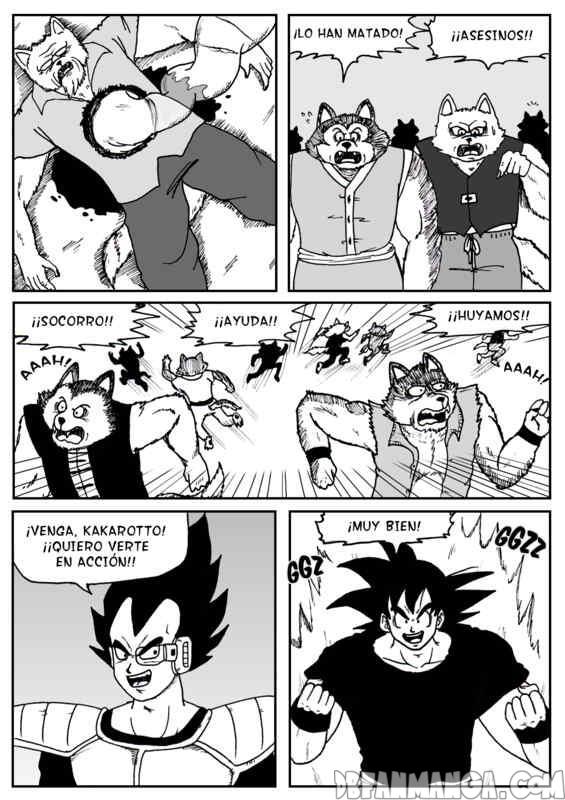 ¡LO HAN MATADO!
¡¡ASESINOS!!
¡¡SOCORRO!!
¡¡AYUDA!!
¡¡HUYAMOS!!
AAAH!
AAAH!
¡VENGA, KAKAROTTO!
¡¡QUIERO VERTE
EN ACCIÓN!!
¡MUY BIEN!
GGZ
GGZZ
DBFANMANGA.COM